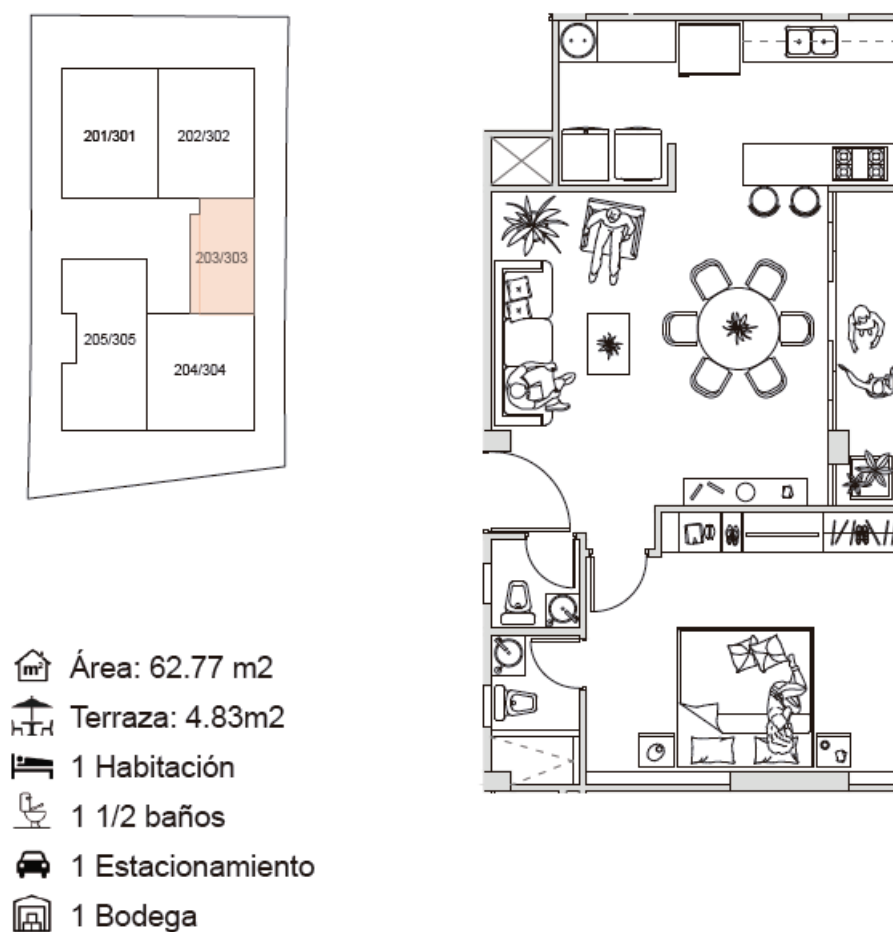 201/301
202/302
203/303
205/305
204/304
m²
Área: 62.77 m2
Terraza: 4.83m2
1 Habitación
1 1/2 baños
1 Estacionamiento
1 Bodega